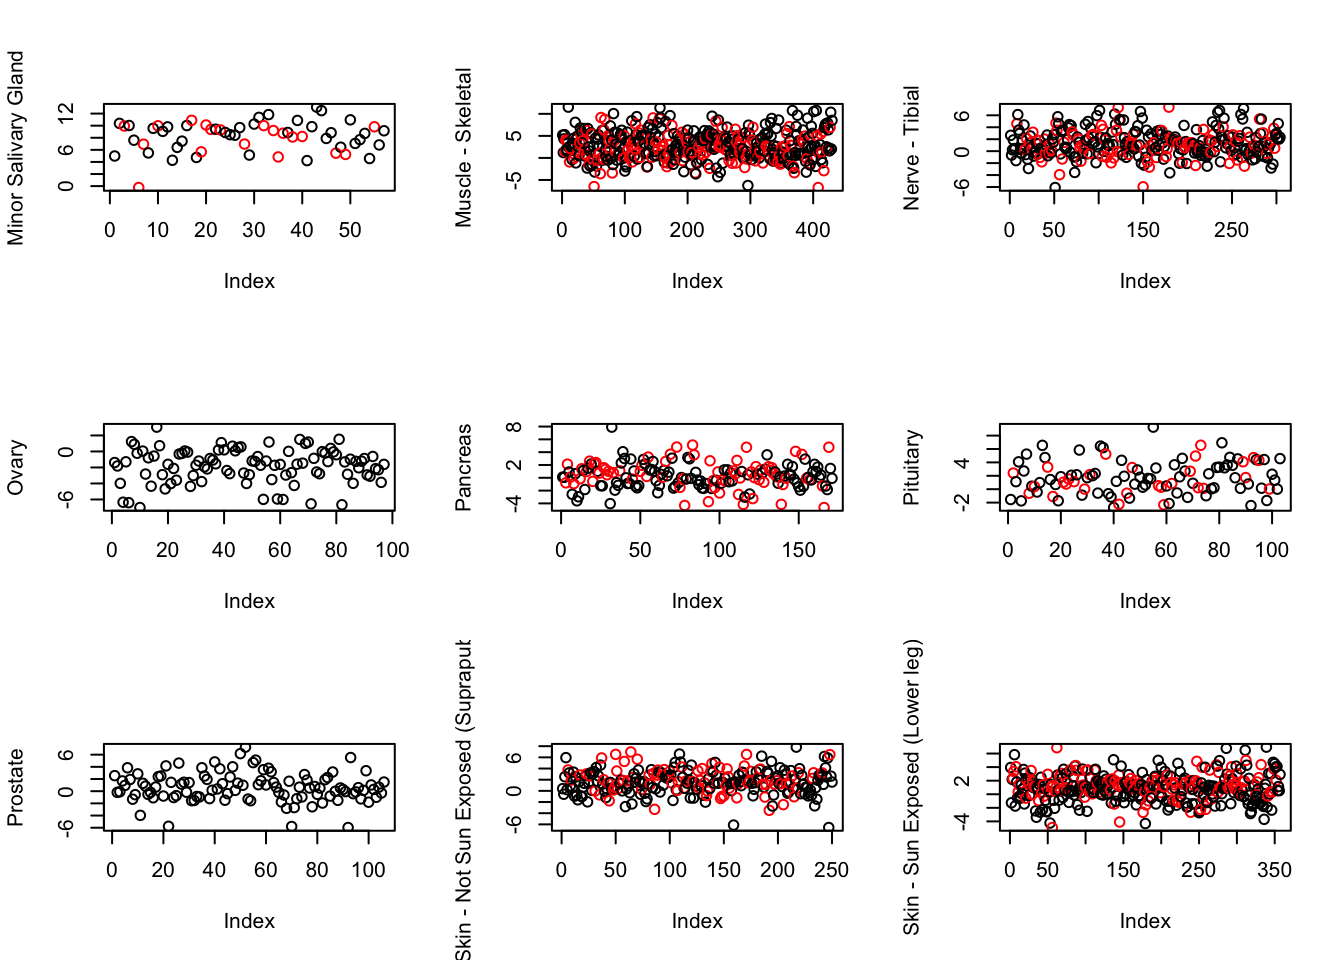 Minor Salivary Gland
0 6 12
0 10 20 30 40 50
Index
Muscle - Skeletal
-5 5
0 100 200 300 400
Index
Nerve - Tibial
-6 0 6
0 50 150 250
Index
Ovary
-6 0
0 20 40 60 80 100
Index
Pancreas
-4 2 8
0 50 100 150
Index
Pituitary
-2 4
0 20 40 60 80 100
Index
Prostate
-6 0 6
0 20 40 60 80 100
Index
Skin - Not Sun Exposed (Suprapub
-6 0 6
0 50 100 150 200 250
Index
Skin - Sun Exposed (Lower leg)
-4 2
0 50 150 250 350
Index